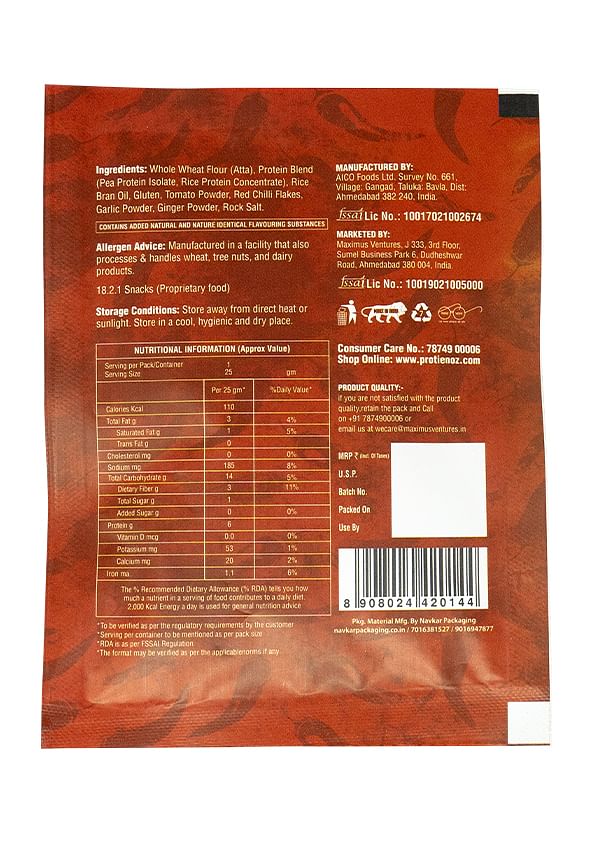 Ingredients: Whole Wheat Flour (Atta), Protein Blend
(Pea Protein Isolate, Rice Protein Concentrate), Rice
Bran Oil, Gluten, Tomato Powder, Red Chilli Flakes,
Garlic Powder, Ginger Powder, Rock Salt.
CONTAINS ADDED NATURAL AND NATURE IDENTICAL FLAVOURING SUBSTANCES
Allergen Advice: Manufactured in a facility that also
processes & handles wheat, tree nuts, and dairy
products.
18.2.1 Snacks (Proprietary food)
Storage Conditions: Store away from direct heat or
sunlight. Store in a cool, hygienic and dry place.
NUTRITIONAL INFORMATION (Approx Value)
Serving per Pack/Container 1
Serving Size 25 gm
Per 25 gm* %Daily Value*
Calories Kcal 110
Total Fat g 3 4%
Saturated Fat g 1 5%
Trans Fat g 0
Cholesterol mg 0 0%
Sodium mg 185 8%
Total Carbohydrate g 14 5%
Dietary Fiber g 3 11%
Total Sugar g 1
Added Sugar g 0 0%
Protein g 6
Vitamin D mcg 0.0 0%
Potassium mg 53 1%
Calcium mg 20 2%
Iron mg 1.1 6%
The % Recommended Dietary Allowance (% RDA) tells you how
much a nutrient in a serving of food contributes to a daily diet.
2,000 Kcal Energy a day is used for general nutrition advice
*To be verified as per the regulatory requirements by the customer
*Serving per container to be mentioned as per pack size
*RDA is as per FSSAI Regulation.
*The format may be verified as per the applicablenorms if any
MANUFACTURED BY:
AICO Foods Ltd. Survey No. 661,
Village: Gangad, Taluka: Bavla, Dist:
Ahmedabad 382 240, India.
fssai Lic No.: 10017021002674
MARKETED BY:
Maximus Ventures, J 333, 3rd Floor,
Sumel Business Park 6, Dudheshwar
Road, Ahmedabad 380 004, India.
fssai Lic No.: 10019021005000
Consumer Care No.: 78749 00006
Shop Online: www.protienoz.com
PRODUCT QUALITY:-
if you are not satisfied with the product
quality,retain the pack and Call
on +91 7874900006 or
email us at wecare@maximusventures.in
MRP ₹ (Incl. Of Taxes)
U.S.P.
Batch No.
Packed On
Use By
8 908024 420144
Pkg. Material Mfg. By Navkar Packaging
navkarpackaging.co.in / 7016381527 / 9016947877